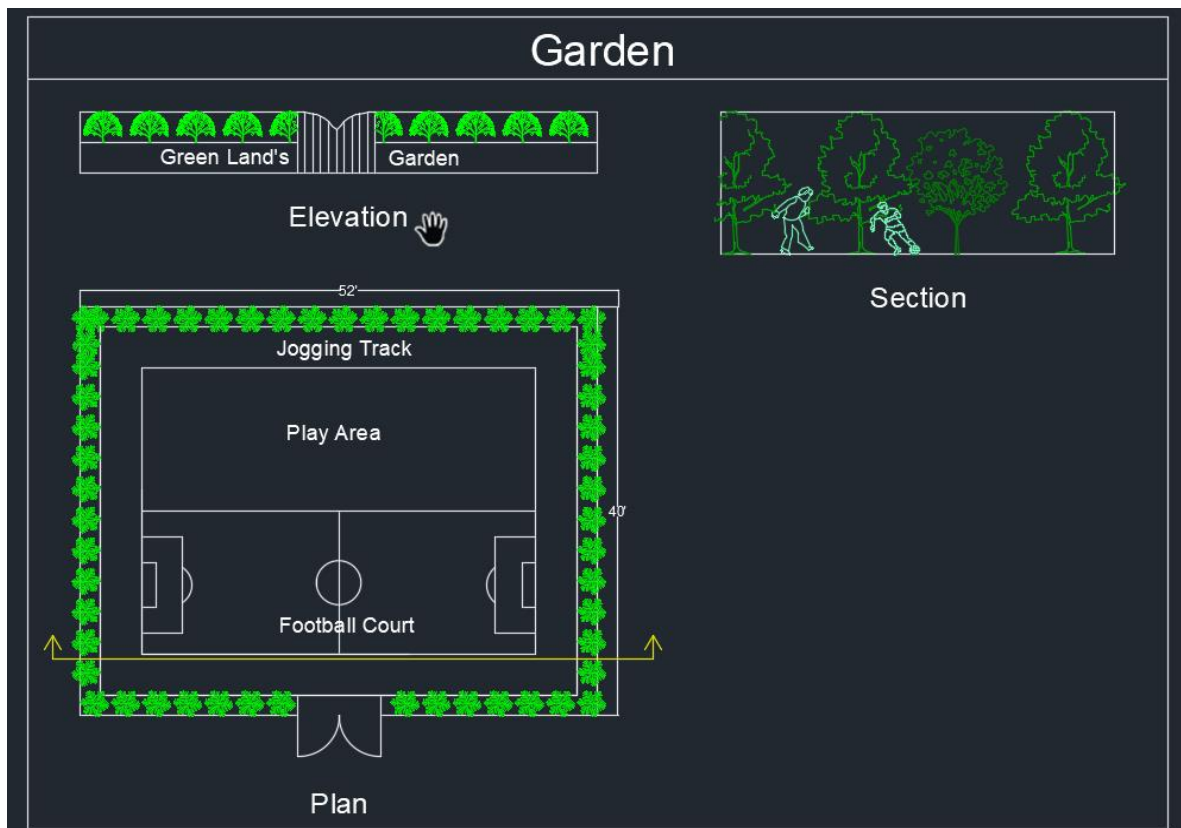 Garden
Green Land's
Garden
Elevation
Section
52'
Jogging Track
Play Area
40'
Football Court
Plan